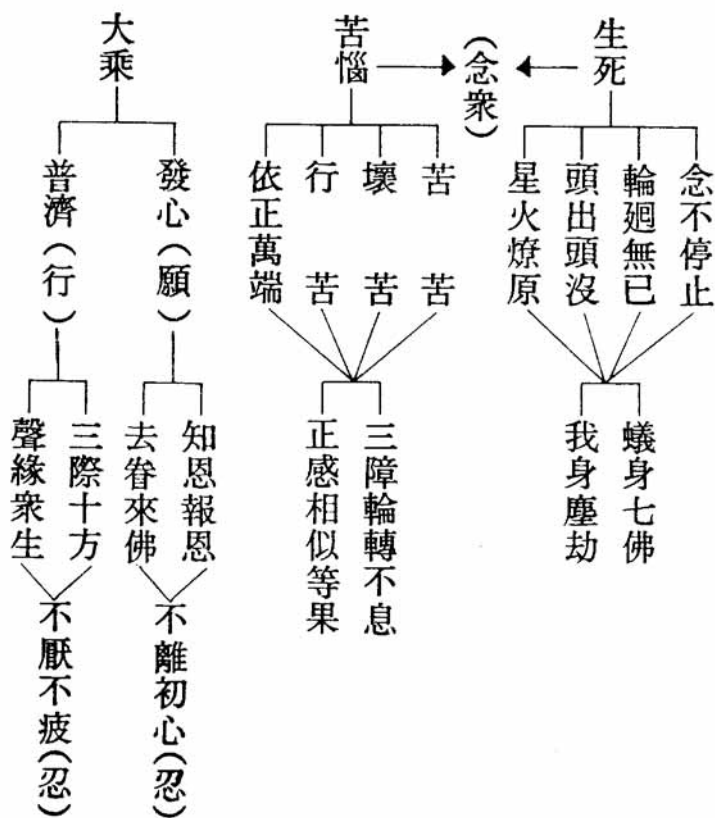 生死
念不停止
輪廻無已
頭出頭沒
星火燎原
蟻身七佛
我身塵劫
(念衆)
苦惱
苦苦
壞苦
行苦
依正萬端
三障輪轉不息
正感相似等果
大乘
發心(願)
普濟(行)
知恩報恩
去眷來佛
不離初心(忍)
三際十方
聲緣衆生
不厭不疲(忍)